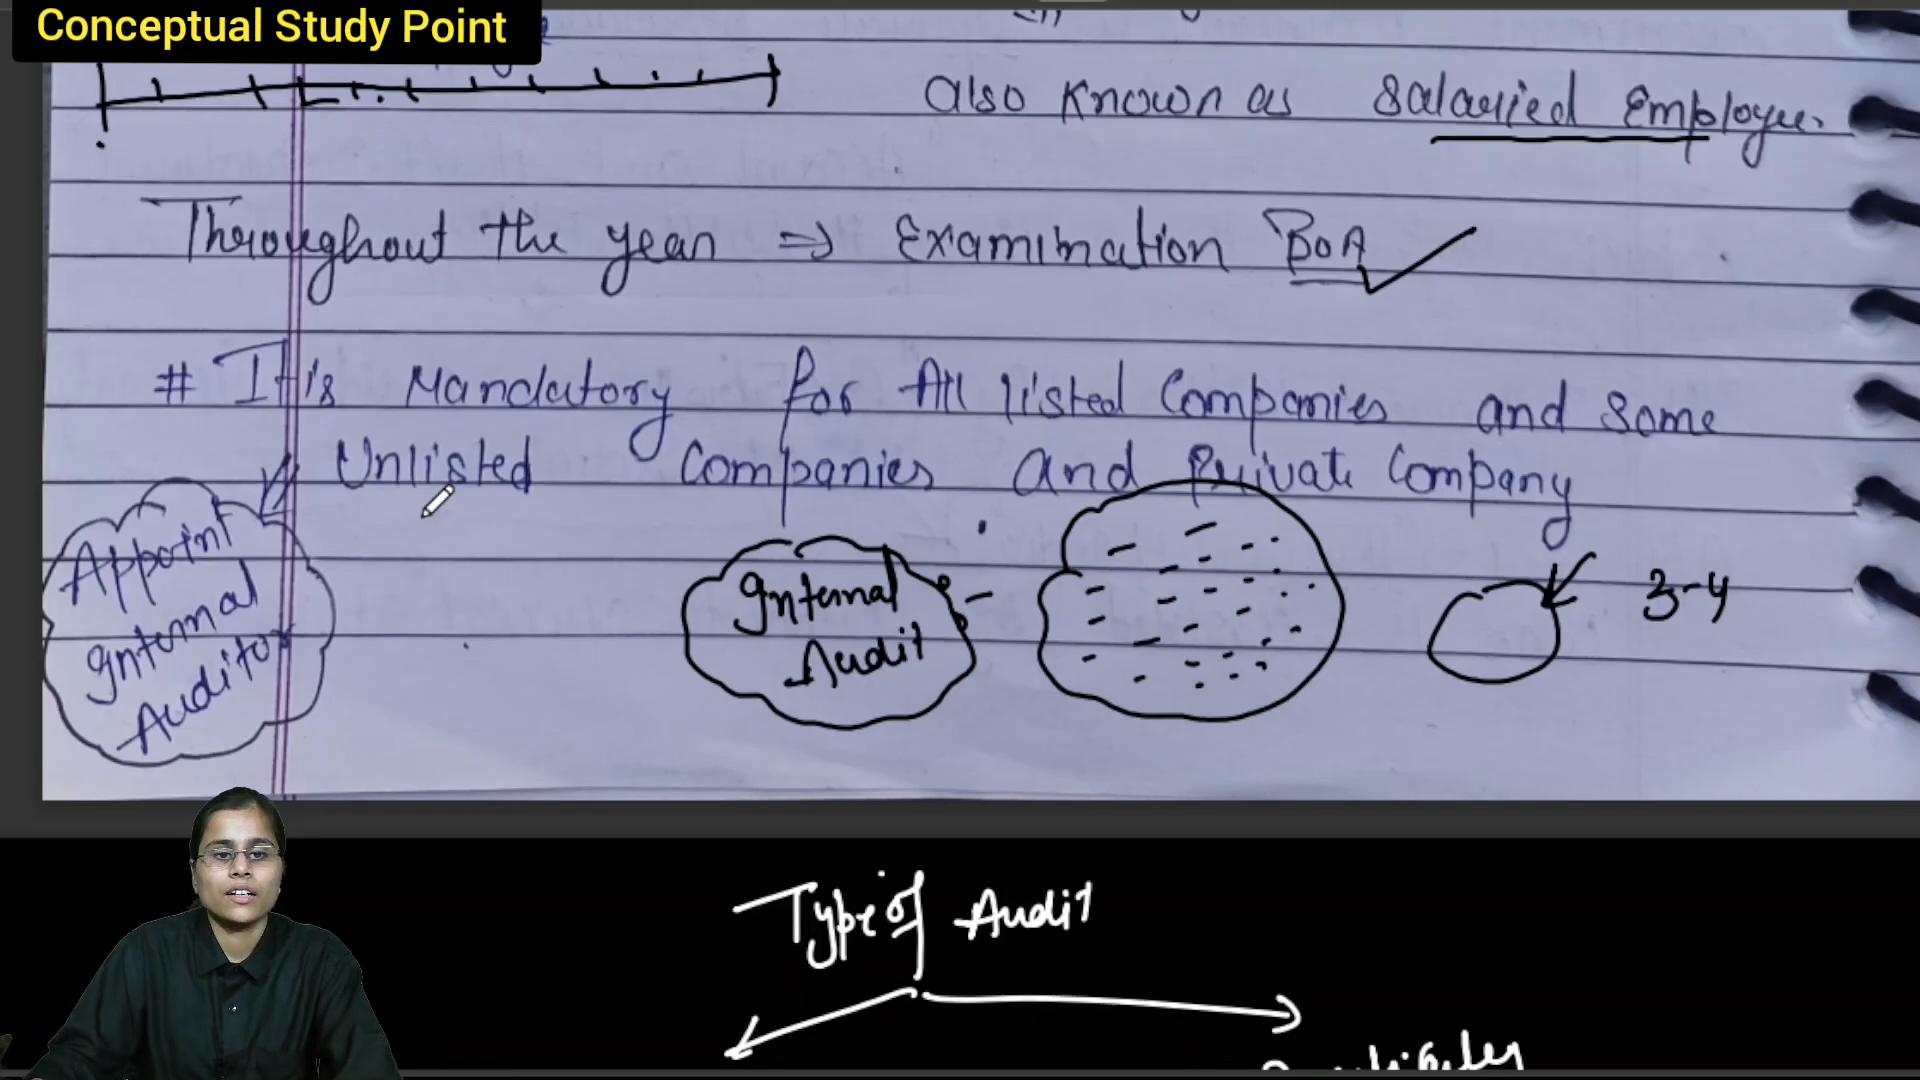 Conceptual Study Point
also known as Salaried Employee.
Throughout the year ⇒ Examination BOA ✓
# It is Mandatory for All listed Companies and some
Unlisted Companies and Private Company
Appoint
Internal
Auditor
Internal
Audit
3-4
Type of Audit